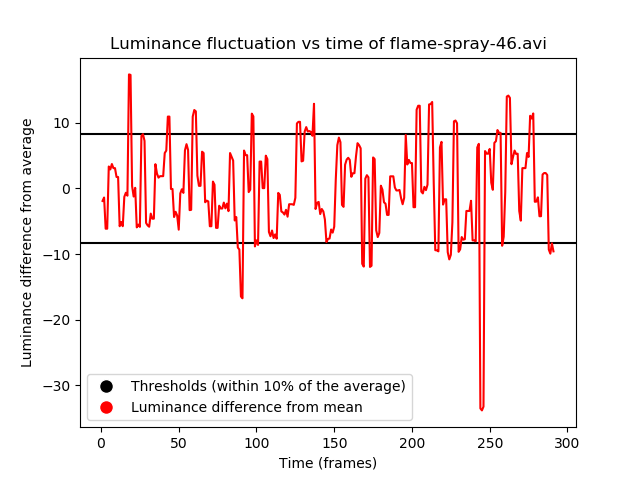 Luminance fluctuation vs time of flame-spray-46.avi
Luminance difference from average
10
0
−10
−20
−30
Thresholds (within 10% of the average)
Luminance difference from mean
0 50 100 150 200 250 300
Time (frames)